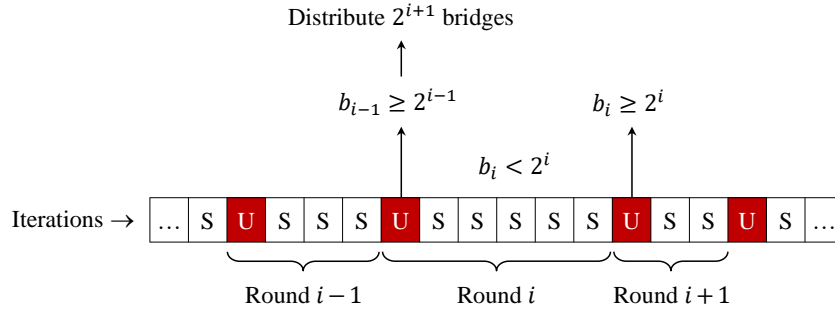 Distribute 2^{i+1} bridges
b_{i−1} ≥ 2^{i−1}
b_i ≥ 2^i
b_i < 2^i
Iterations → … S U S S S U S S S S S U S S U S …
Round i − 1
Round i
Round i + 1